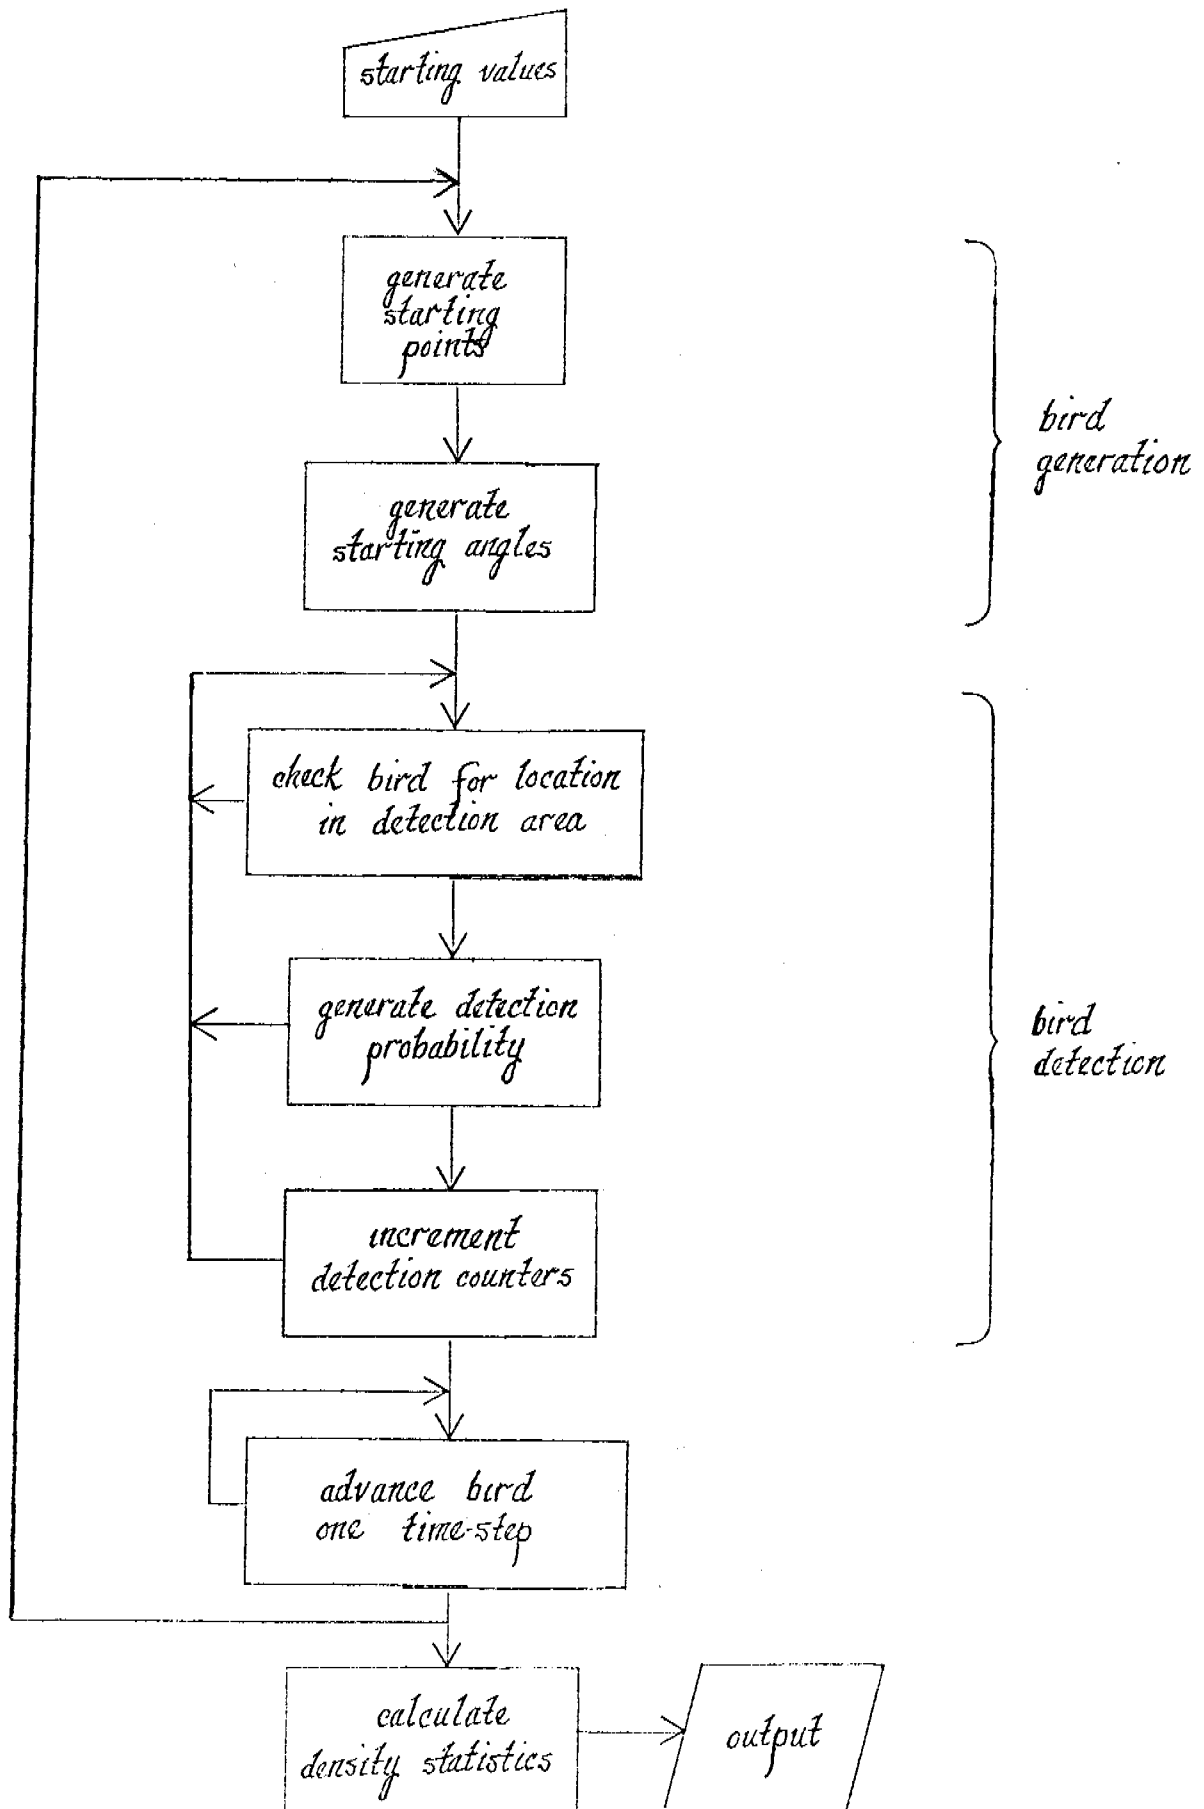 starting values
generate
starting
points
bird
generation
generate
starting angles
check bird for location
in detection area
generate detection
probability
bird
detection
increment
detection counters
advance bird
one time-step
calculate
density statistics
output